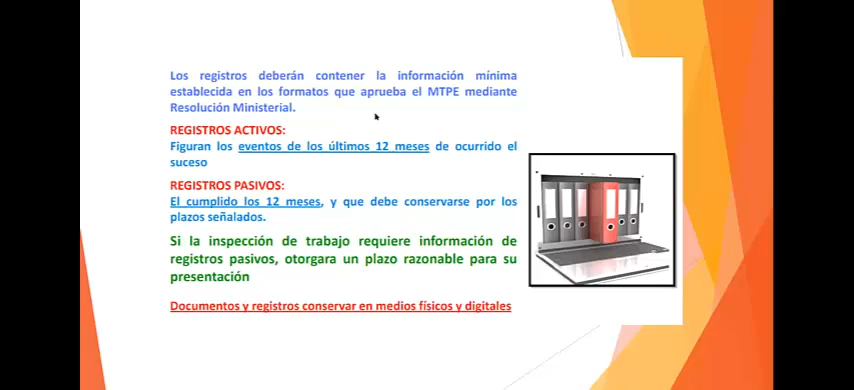 Los registros deberán contener la información mínima
establecida en los formatos que aprueba el MTPE mediante
Resolución Ministerial.
REGISTROS ACTIVOS:
Figuran los eventos de los últimos 12 meses de ocurrido el
suceso
REGISTROS PASIVOS:
El cumplido los 12 meses, y que debe conservarse por los
plazos señalados.
Si la inspección de trabajo requiere información de
registros pasivos, otorgara un plazo razonable para su
presentación
Documentos y registros conservar en medios físicos y digitales